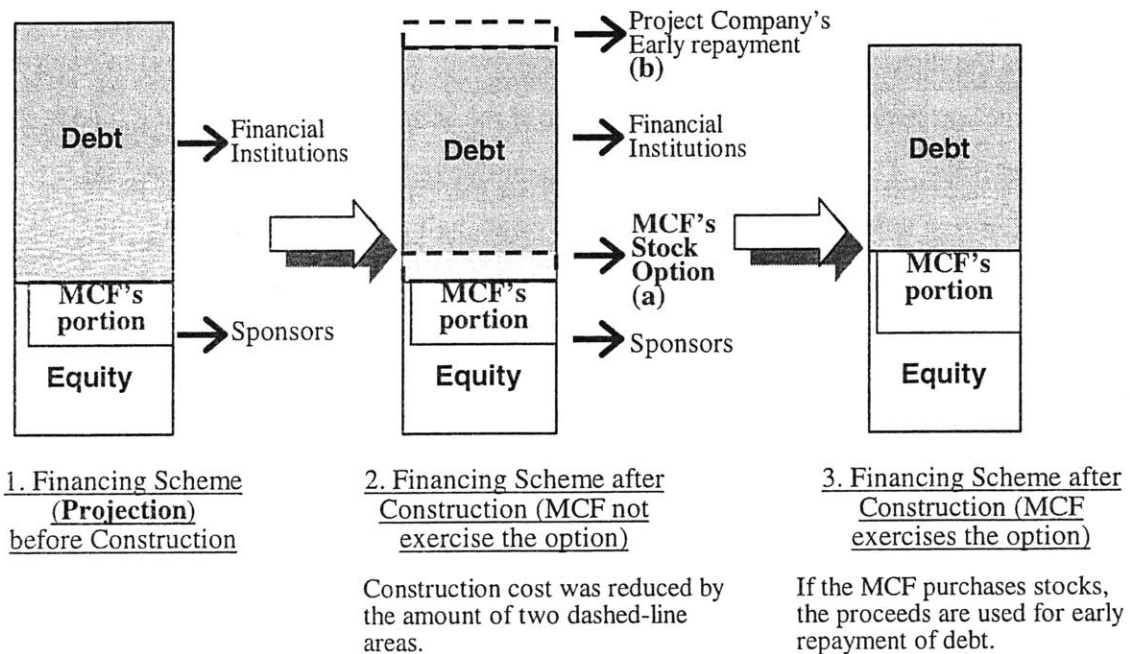 Debt
Financial
Institutions
MCF's
portion
Sponsors
Equity
1. Financing Scheme
(Projection)
before Construction
Project Company's
Early repayment
(b)
Debt
Financial
Institutions
MCF's
Stock
Option
(a)
MCF's
portion
Sponsors
Equity
2. Financing Scheme after
Construction (MCF not
exercise the option)
Construction cost was reduced by
the amount of two dashed-line
areas.
Debt
MCF's
portion
Equity
3. Financing Scheme after
Construction (MCF
exercises the option)
If the MCF purchases stocks,
the proceeds are used for early
repayment of debt.